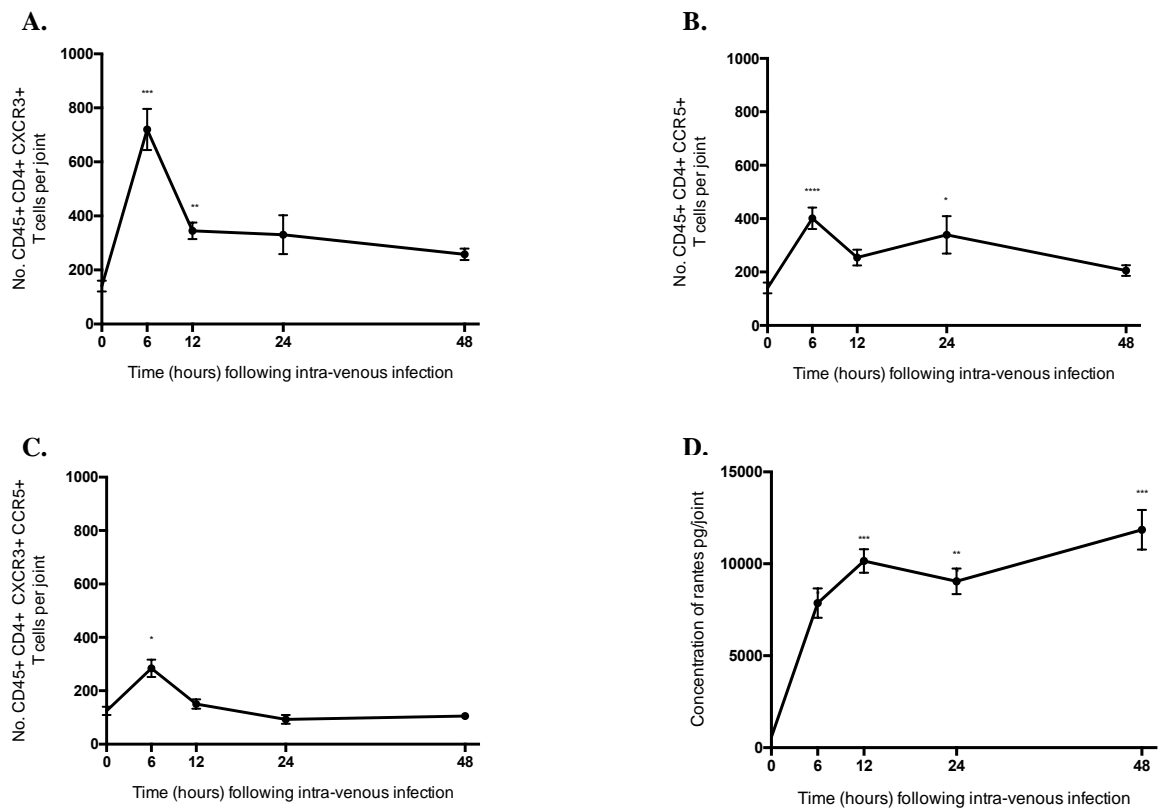 A.
No. CD45+ CD4+ CXCR3+
T cells per joint
1000
800
600
400
200
0
***
**
0 6 12 24 48
Time (hours) following intra-venous infection
B.
No. CD45+ CD4+ CCR5+
T cells per joint
1000
800
600
400
200
0
****
*
0 6 12 24 48
Time (hours) following intra-venous infection
C.
No. CD45+ CD4+ CXCR3+ CCR5+
T cells per joint
1000
800
600
400
200
0
*
0 6 12 24 48
Time (hours) following intra-venous infection
D.
Concentration of rantes pg/joint
15000
10000
5000
0
***
**
***
0 6 12 24 48
Time (hours) following intra-venous infection